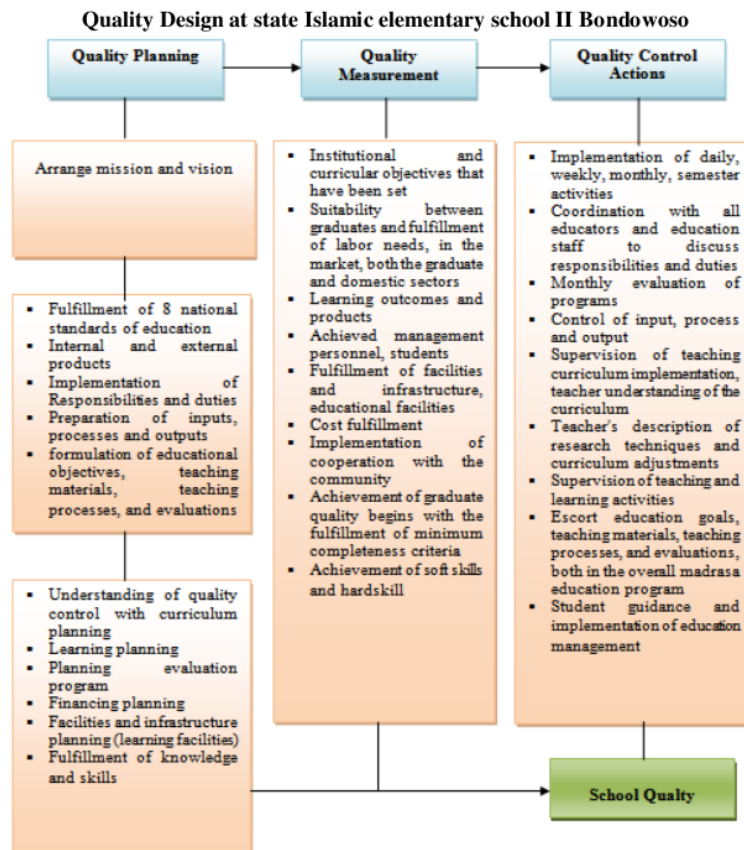 Quality Design at state Islamic elementary school II Bondowoso
Quality Planning
Quality
Measurement
Quality Control
Actions
Arrange mission and vision
▪ Fulfillment of 8 national
standards of education
▪ Internal and external
products
▪ Implementation of
Responsibilities and duties
▪ Preparation of inputs,
processes and outputs
▪ formulation of educational
objectives, teaching
materials, teaching
processes, and evaluations
▪ Understanding of quality
control with curriculum
planning
▪ Learning planning
▪ Planning evaluation
program
▪ Financing planning
▪ Facilities and infrastructure
planning (learning facilities)
▪ Fulfillment of knowledge
and skills
▪ Institutional and
curricular objectives that
have been set
▪ Suitability between
graduates and fulfillment
of labor needs, in the
market, both the graduate
and domestic sectors
▪ Learning outcomes and
products
▪ Achieved management
personnel, students
▪ Fulfillment of facilities
and infrastructure,
educational facilities
▪ Cost fulfillment
▪ Implementation of
cooperation with the
community
▪ Achievement of graduate
quality begins with the
fulfillment of minimum
completeness criteria
▪ Achievement of soft skills
and hardskill
▪ Implementation of daily,
weekly, monthly, semester
activities
▪ Coordination with all
educators and education
staff to discuss
responsibilities and duties
▪ Monthly evaluation of
programs
▪ Control of input, process
and output
▪ Supervision of teaching
curriculum implementation,
teacher understanding of the
curriculum
▪ Teacher's description of
research techniques and
curriculum adjustments
▪ Supervision of teaching and
learning activities
▪ Escort education goals,
teaching materials, teaching
processes, and evaluations,
both in the overall madrasa
education program
▪ Student guidance and
implementation of education
management
School Qualty